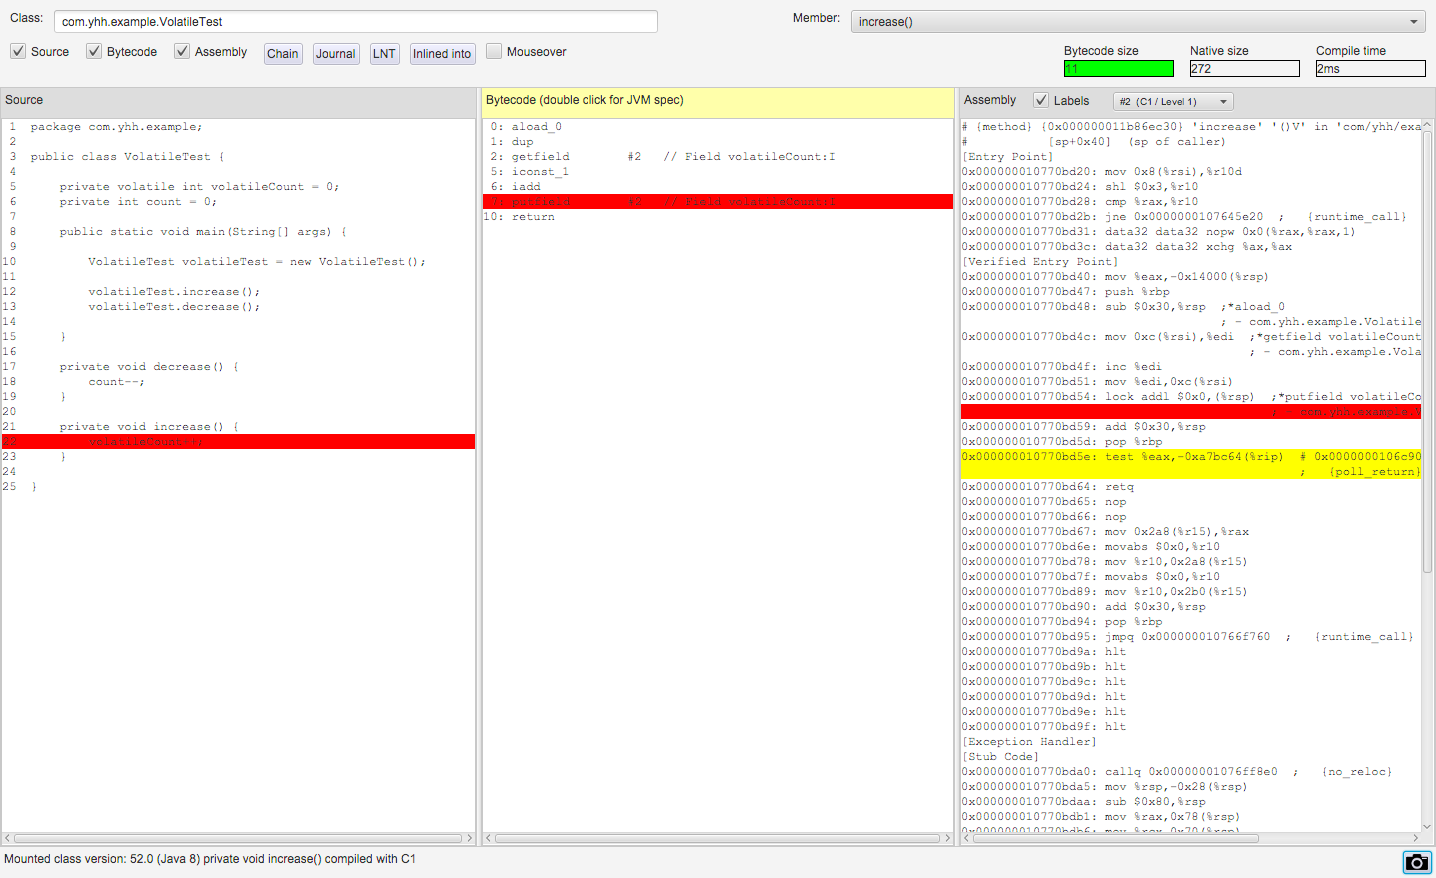 Class: com.yhh.example.VolatileTest Member: increase()
Source Bytecode Assembly Chain Journal LNT Inlined into Mouseover
Bytecode size Native size Compile time
11 272 2ms
Source
1 package com.yhh.example;
2
3 public class VolatileTest {
4
5 private volatile int volatileCount = 0;
6 private int count = 0;
7
8 public static void main(String[] args) {
9
10 VolatileTest volatileTest = new VolatileTest();
11
12 volatileTest.increase();
13 volatileTest.decrease();
14
15 }
16
17 private void decrease() {
18 count--;
19 }
20
21 private void increase() {
22 volatileCount++;
23 }
24
25 }
Bytecode (double click for JVM spec)
0: aload_0
1: dup
2: getfield #2 // Field volatileCount:I
5: iconst_1
6: iadd
7: putfield #2 // Field volatileCount:I
10: return
Assembly Labels #2 (C1 / Level 1)
# {method} {0x000000011b86ec30} 'increase' '()V' in 'com/yhh/exa
# [sp+0x40] (sp of caller)
[Entry Point]
0x000000010770bd20: mov 0x8(%rsi),%r10d
0x000000010770bd24: shl $0x3,%r10
0x000000010770bd28: cmp %rax,%r10
0x000000010770bd2b: jne 0x0000000107645e20 ; {runtime_call}
0x000000010770bd31: data32 data32 nopw 0x0(%rax,%rax,1)
0x000000010770bd3c: data32 data32 xchg %ax,%ax
[Verified Entry Point]
0x000000010770bd40: mov %eax,-0x14000(%rsp)
0x000000010770bd47: push %rbp
0x000000010770bd48: sub $0x30,%rsp ;*aload_0
; - com.yhh.example.Volatile
0x000000010770bd4c: mov 0xc(%rsi),%edi ;*getfield volatileCount
; - com.yhh.example.Vola
0x000000010770bd4f: inc %edi
0x000000010770bd51: mov %edi,0xc(%rsi)
0x000000010770bd54: lock addl $0x0,(%rsp) ;*putfield volatileCo
; - com.yhh.example.V
0x000000010770bd59: add $0x30,%rsp
0x000000010770bd5d: pop %rbp
0x000000010770bd5e: test %eax,-0xa7bc64(%rip) # 0x0000000106c90
; {poll_return}
0x000000010770bd64: retq
0x000000010770bd65: nop
0x000000010770bd66: nop
0x000000010770bd67: mov 0x2a8(%r15),%rax
0x000000010770bd6e: movabs $0x0,%r10
0x000000010770bd78: mov %r10,0x2a8(%r15)
0x000000010770bd7f: movabs $0x0,%r10
0x000000010770bd89: mov %r10,0x2b0(%r15)
0x000000010770bd90: add $0x30,%rsp
0x000000010770bd94: pop %rbp
0x000000010770bd95: jmpq 0x000000010766f760 ; {runtime_call}
0x000000010770bd9a: hlt
0x000000010770bd9b: hlt
0x000000010770bd9c: hlt
0x000000010770bd9d: hlt
0x000000010770bd9e: hlt
0x000000010770bd9f: hlt
[Exception Handler]
[Stub Code]
0x000000010770bda0: callq 0x00000001076ff8e0 ; {no_reloc}
0x000000010770bda5: mov %rsp,-0x28(%rsp)
0x000000010770bdaa: sub $0x80,%rsp
0x000000010770bdb1: mov %rax,0x78(%rsp)
0x000000010770bdb6: mov %rcx,0x70(%rsp)
Mounted class version: 52.0 (Java 8) private void increase() compiled with C1